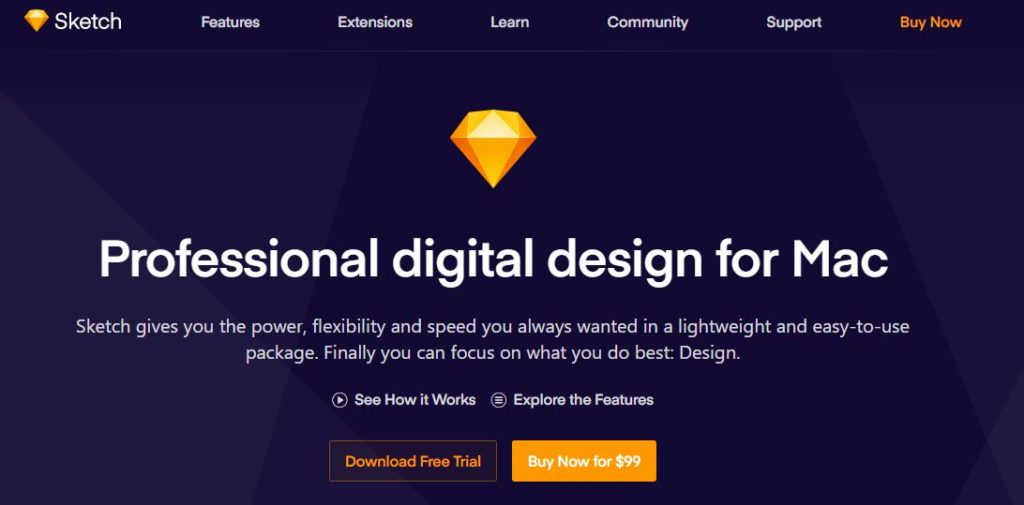 Sketch Features Extensions Learn Community Support Buy Now
Professional digital design for Mac
Sketch gives you the power, flexibility and speed you always wanted in a lightweight and easy-to-use
package. Finally you can focus on what you do best: Design.
See How it Works Explore the Features
Download Free Trial Buy Now for $99